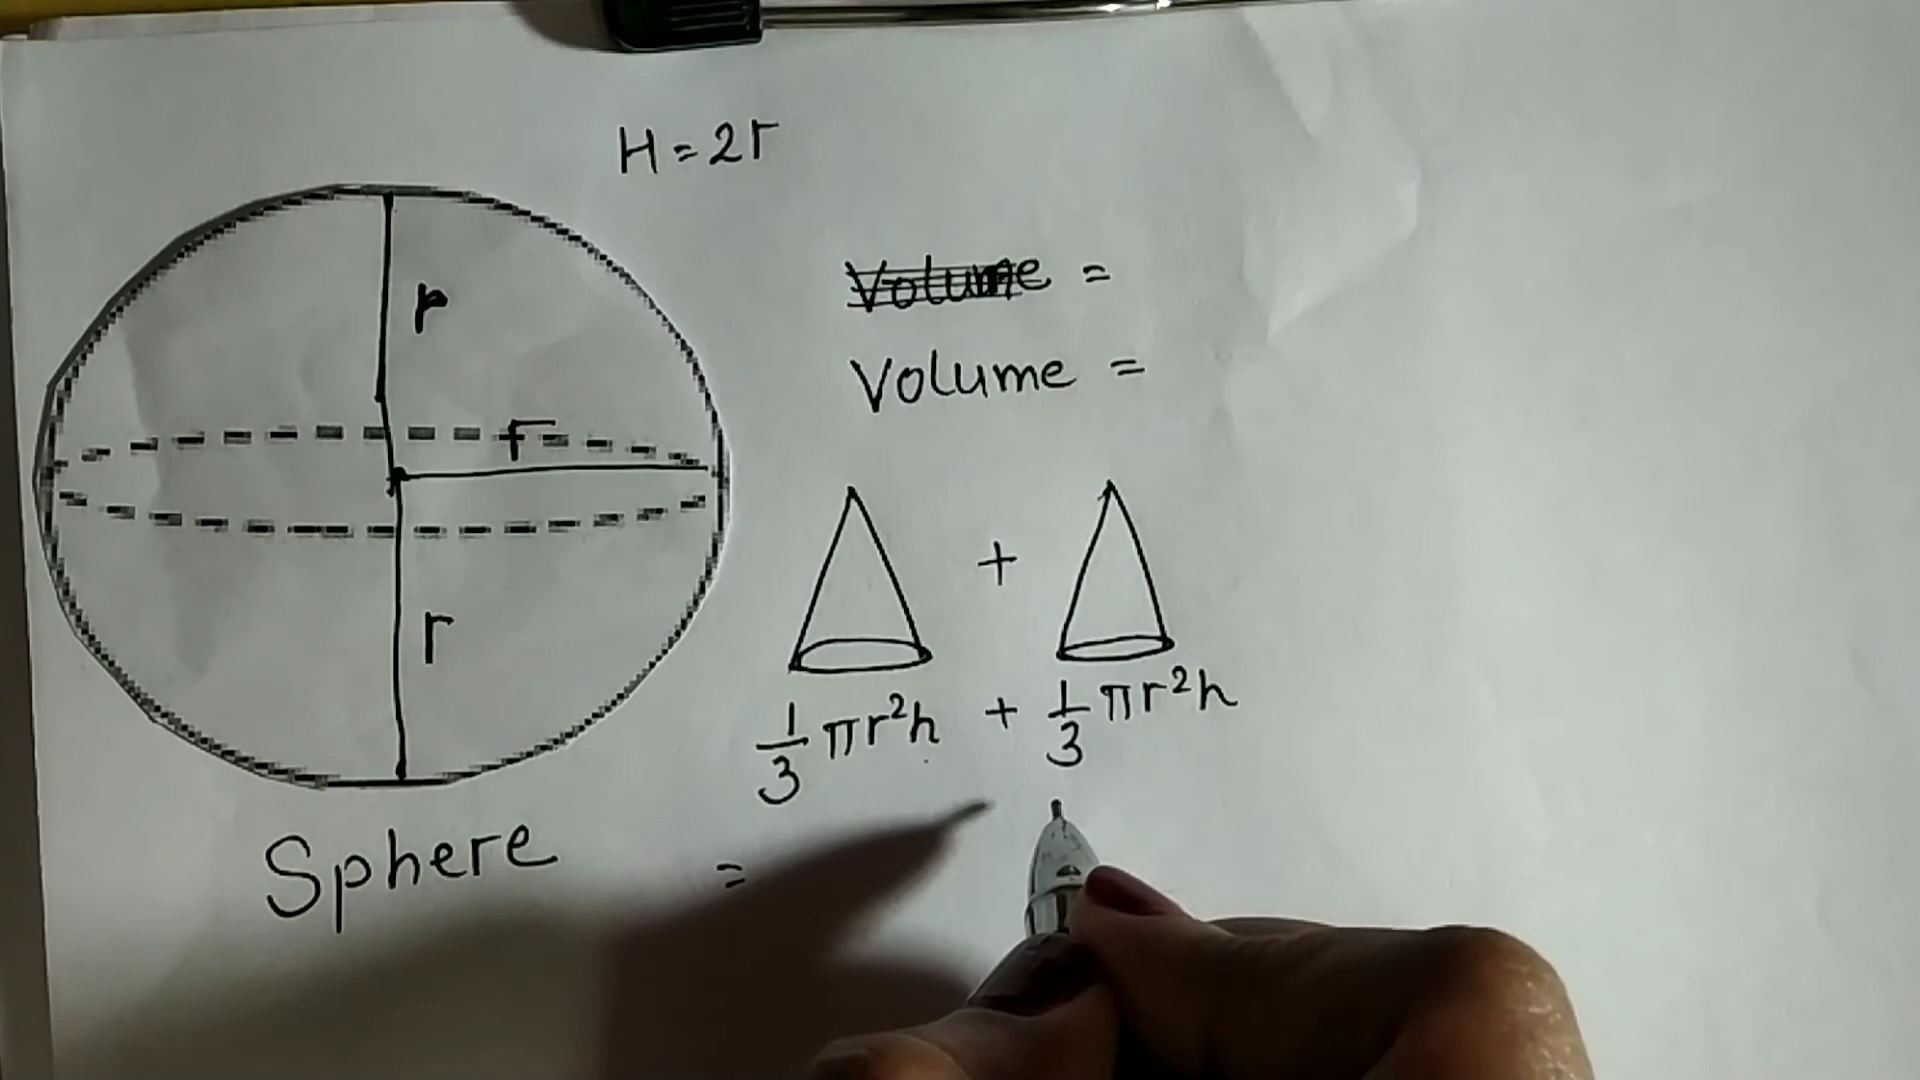 H = 2r
r
Volume =
Volume =
r
r
+
1/3 πr²h + 1/3 πr²h
Sphere =